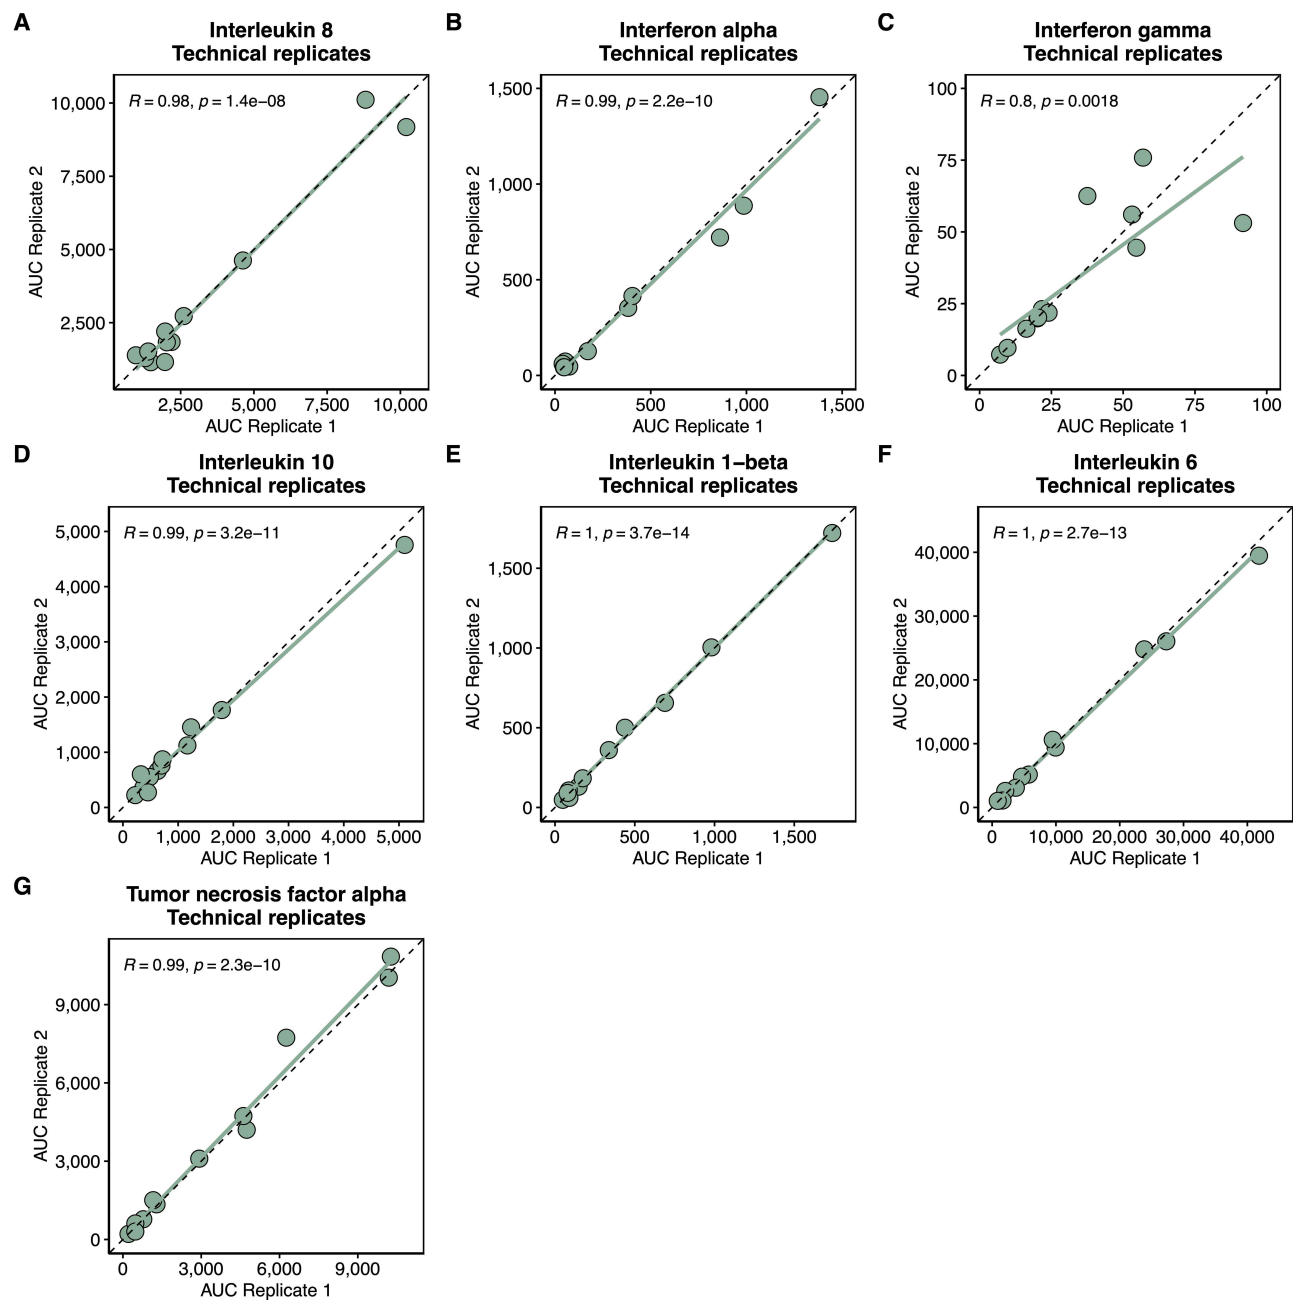 A
Interleukin 8
Technical replicates
R = 0.98, p = 1.4e−08
10,000
7,500
5,000
2,500
AUC Replicate 2
2,500 5,000 7,500 10,000
AUC Replicate 1
B
Interferon alpha
Technical replicates
R = 0.99, p = 2.2e−10
1,500
1,000
500
0
AUC Replicate 2
0 500 1,000 1,500
AUC Replicate 1
C
Interferon gamma
Technical replicates
R = 0.8, p = 0.0018
100
75
50
25
0
AUC Replicate 2
0 25 50 75 100
AUC Replicate 1
D
Interleukin 10
Technical replicates
R = 0.99, p = 3.2e−11
5,000
4,000
3,000
2,000
1,000
0
AUC Replicate 2
0 1,000 2,000 3,000 4,000 5,000
AUC Replicate 1
E
Interleukin 1−beta
Technical replicates
R = 1, p = 3.7e−14
1,500
1,000
500
0
AUC Replicate 2
0 500 1,000 1,500
AUC Replicate 1
F
Interleukin 6
Technical replicates
R = 1, p = 2.7e−13
40,000
30,000
20,000
10,000
0
AUC Replicate 2
0 10,000 20,000 30,000 40,000
AUC Replicate 1
G
Tumor necrosis factor alpha
Technical replicates
R = 0.99, p = 2.3e−10
9,000
6,000
3,000
0
AUC Replicate 2
0 3,000 6,000 9,000
AUC Replicate 1